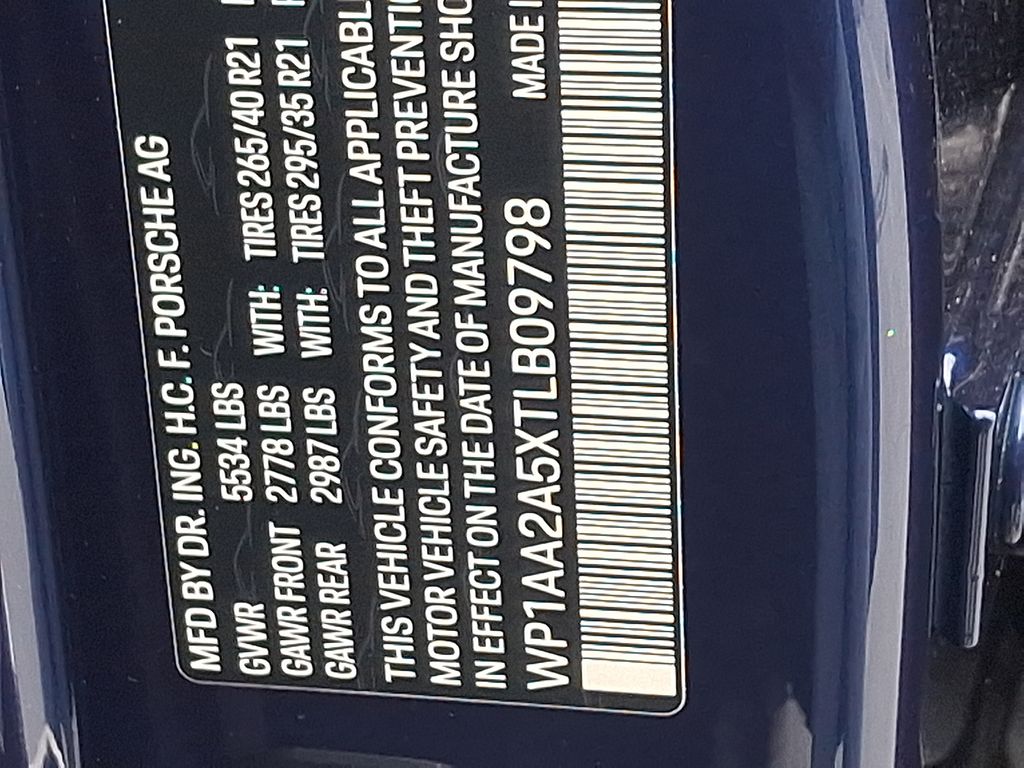 MFD BY DR. ING. H.C. F. PORSCHE AG
GVWR 5534 LBS
GAWR FRONT 2778 LBS WITH: TIRES 265/40 R21
GAWR REAR 2987 LBS WITH: TIRES 295/35 R21
THIS VEHICLE CONFORMS TO ALL APPLICABL
MOTOR VEHICLE SAFETY AND THEFT PREVENTI
IN EFFECT ON THE DATE OF MANUFACTURE SHO
WP1AA2A5XTLB09798 MADE I